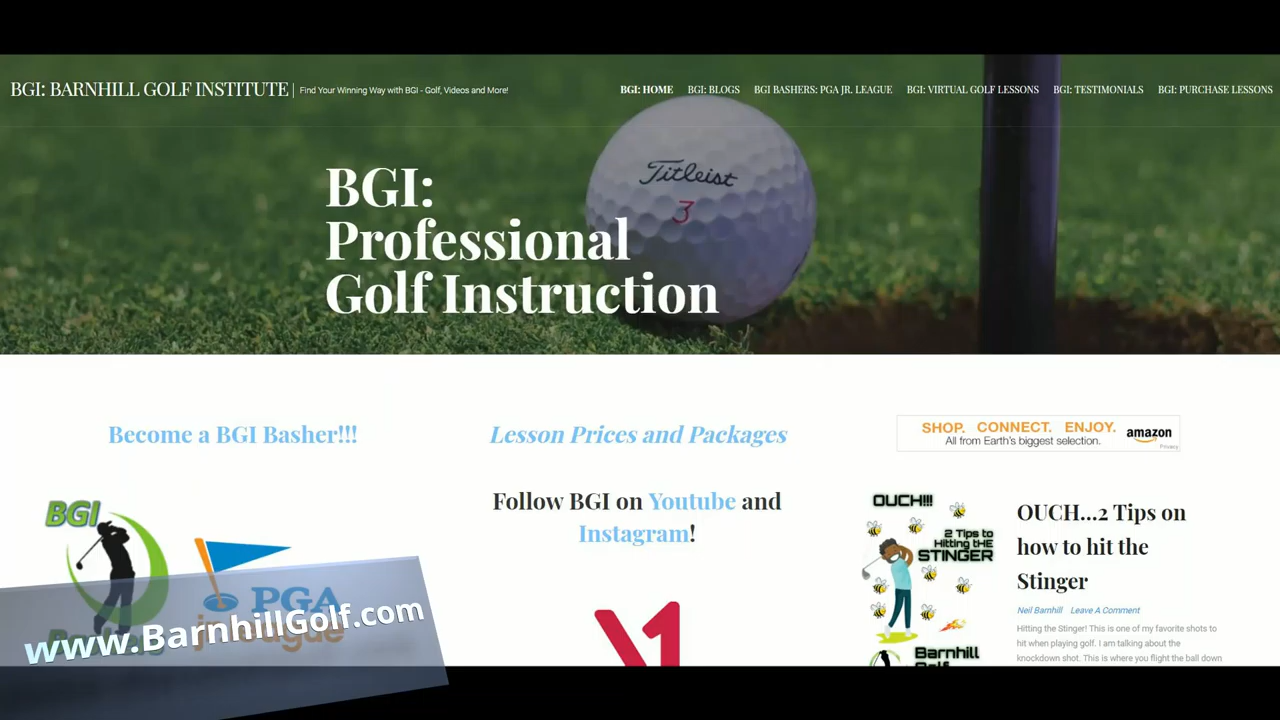 BGI: BARNHILL GOLF INSTITUTE | Find Your Winning Way with BGI - Golf, Videos and More!
BGI: HOME BGI: BLOGS BGI BASHERS: PGA JR. LEAGUE BGI: VIRTUAL GOLF LESSONS BGI: TESTIMONIALS BGI: PURCHASE LESSONS
Titleist
3
BGI:
Professional
Golf Instruction
Become a BGI Basher!!!
BGI
PGA
www.BarnhillGolf.com
Lesson Prices and Packages
Follow BGI on Youtube and
Instagram!
V1
SHOP. CONNECT. ENJOY.
All from Earth's biggest selection.
amazon
Privacy
OUCH!!!
2 Tips to
Hitting tHE
STINGER
Barnhill
Golf
OUCH...2 Tips on
how to hit the
Stinger
Neil Barnhill Leave A Comment
Hitting the Stinger! This is one of my favorite shots to
hit when playing golf. I am talking about the
knockdown shot. This is where you flight the ball down